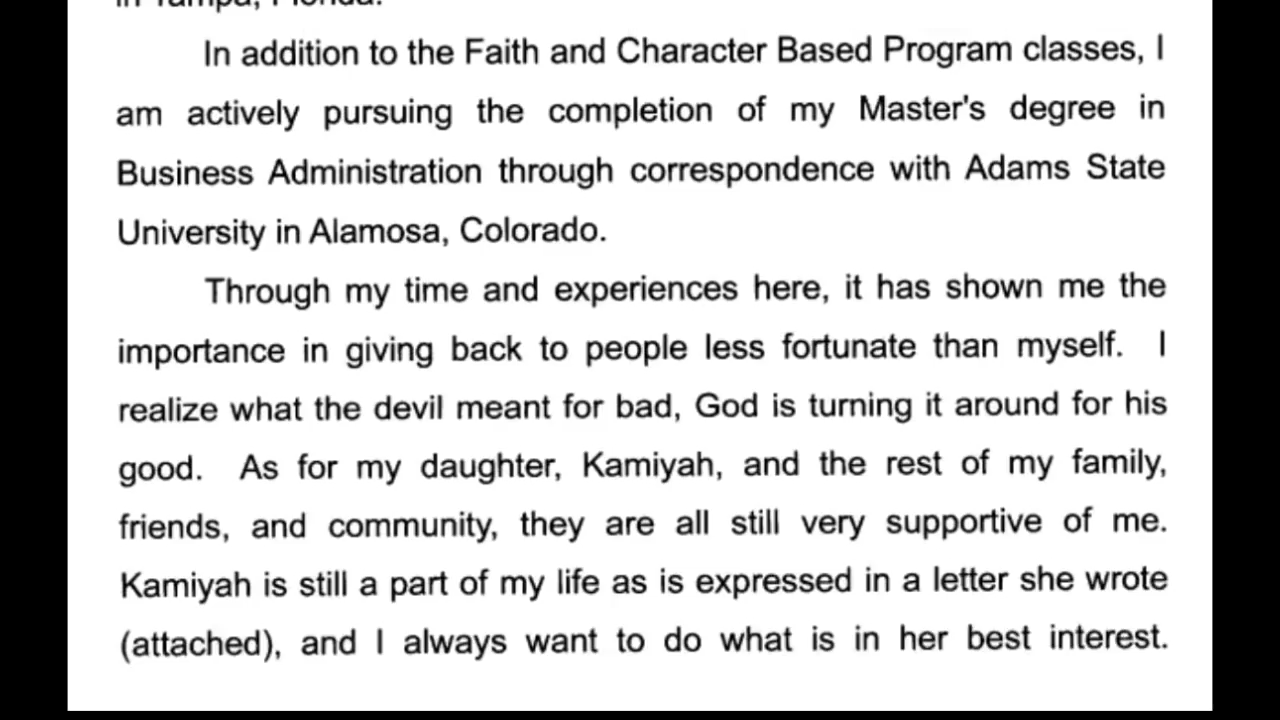 in Tampa, Florida.
In addition to the Faith and Character Based Program classes, I
am actively pursuing the completion of my Master's degree in
Business Administration through correspondence with Adams State
University in Alamosa, Colorado.
Through my time and experiences here, it has shown me the
importance in giving back to people less fortunate than myself. I
realize what the devil meant for bad, God is turning it around for his
good. As for my daughter, Kamiyah, and the rest of my family,
friends, and community, they are all still very supportive of me.
Kamiyah is still a part of my life as is expressed in a letter she wrote
(attached), and I always want to do what is in her best interest.